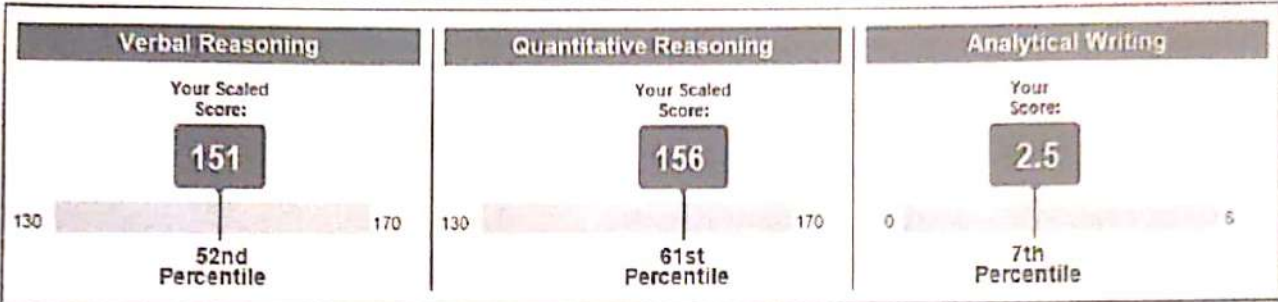 Verbal Reasoning
Your Scaled
Score:
151
130
170
52nd
Percentile
Quantitative Reasoning
Your Scaled
Score:
156
130
170
61st
Percentile
Analytical Writing
Your
Score:
2.5
0
6
7th
Percentile